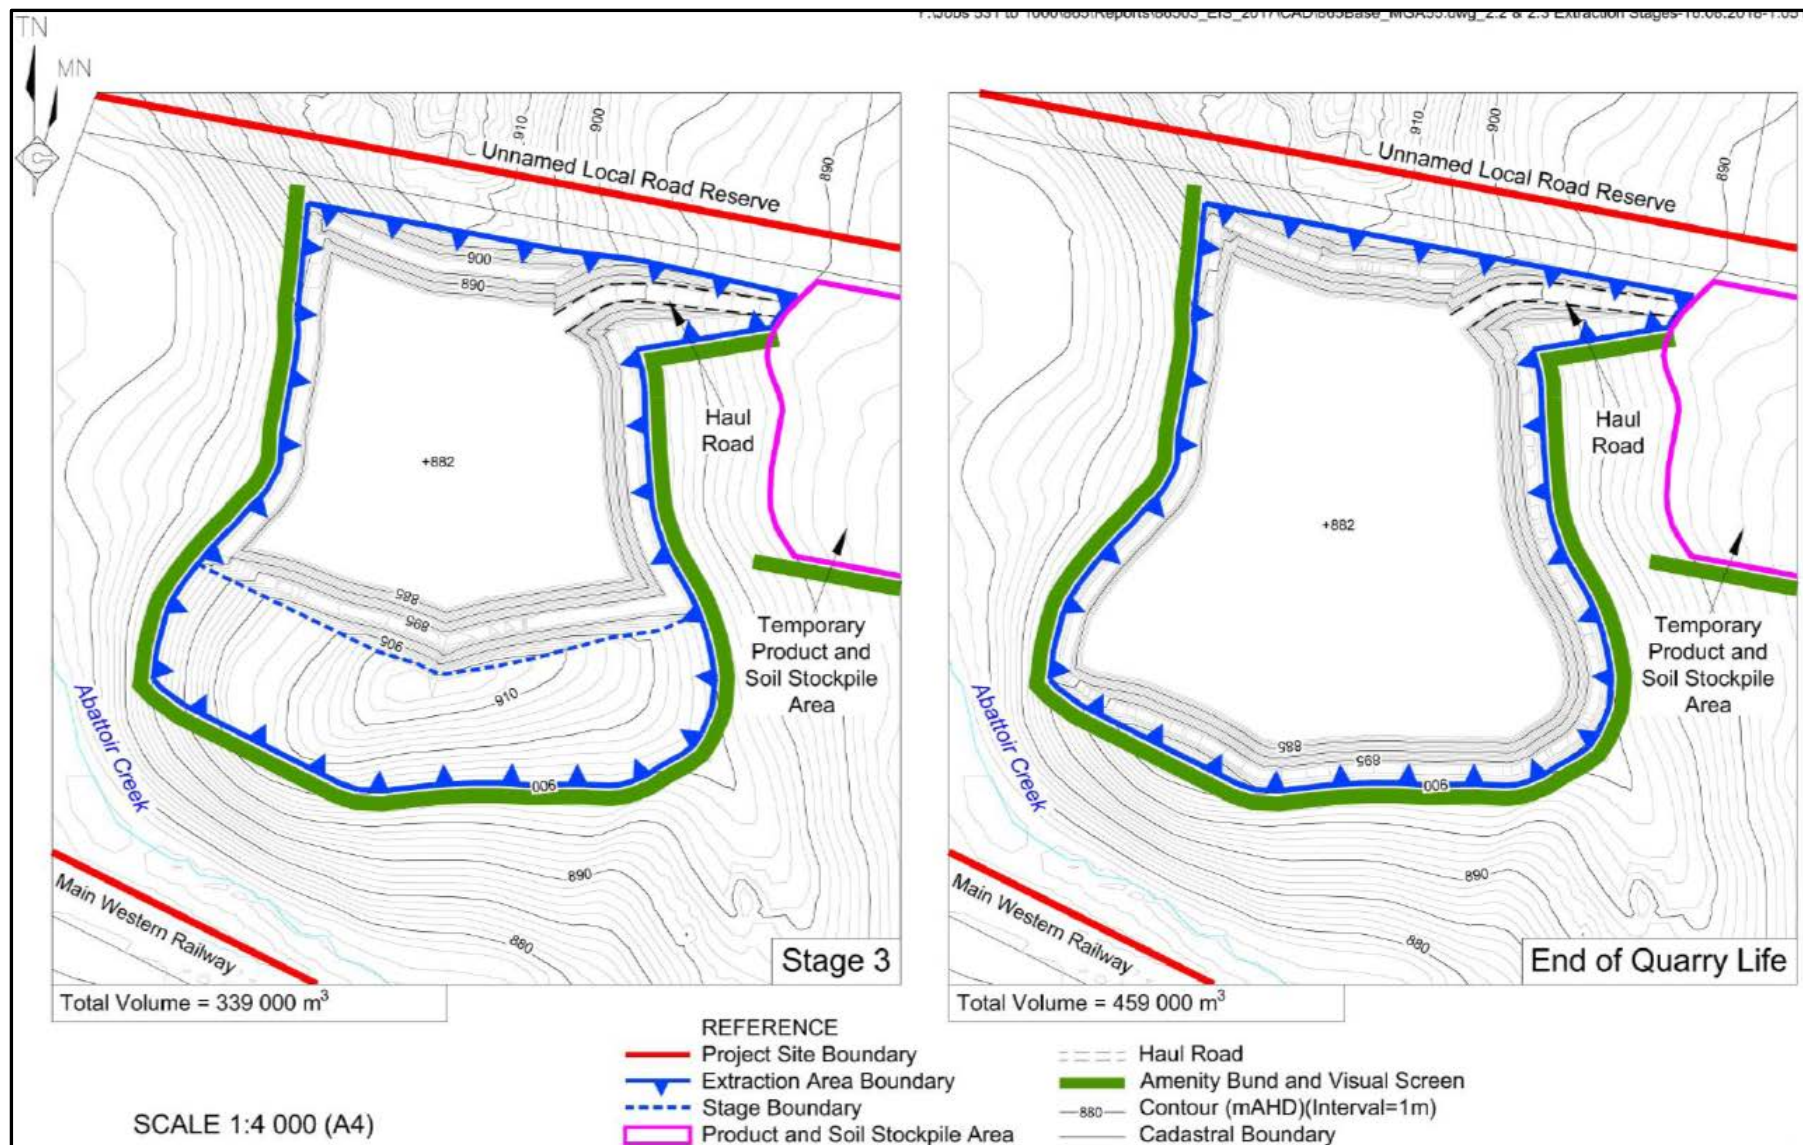 TN
MN
910
900
Unnamed Local Road Reserve
890
900
890
Haul
Road
+882
885
895
905
910
900
Temporary
Product and
Soil Stockpile
Area
Abattoir Creek
890
880
Main Western Railway
Stage 3
Total Volume = 339 000 m³
910
900
Unnamed Local Road Reserve
890
Haul
Road
+882
885
895
900
Temporary
Product and
Soil Stockpile
Area
Abattoir Creek
890
880
Main Western Railway
End of Quarry Life
Total Volume = 459 000 m³
REFERENCE
Project Site Boundary
Extraction Area Boundary
Stage Boundary
Product and Soil Stockpile Area
Haul Road
Amenity Bund and Visual Screen
880 Contour (mAHD)(Interval=1m)
Cadastral Boundary
SCALE 1:4 000 (A4)